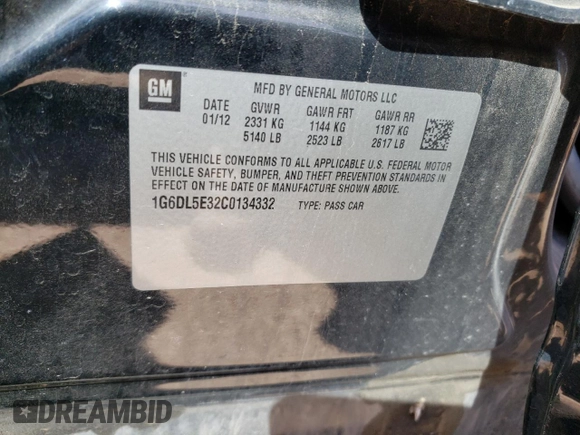 GM
MFD BY GENERAL MOTORS LLC
DATE GVWR GAWR FRT GAWR RR
01/12 2331 KG 1144 KG 1187 KG
5140 LB 2523 LB 2617 LB
THIS VEHICLE CONFORMS TO ALL APPLICABLE U.S. FEDERAL MOTOR
VEHICLE SAFETY, BUMPER, AND THEFT PREVENTION STANDARDS IN
EFFECT ON THE DATE OF MANUFACTURE SHOWN ABOVE.
1G6DL5E32C0134332 TYPE: PASS CAR
DREAMBID